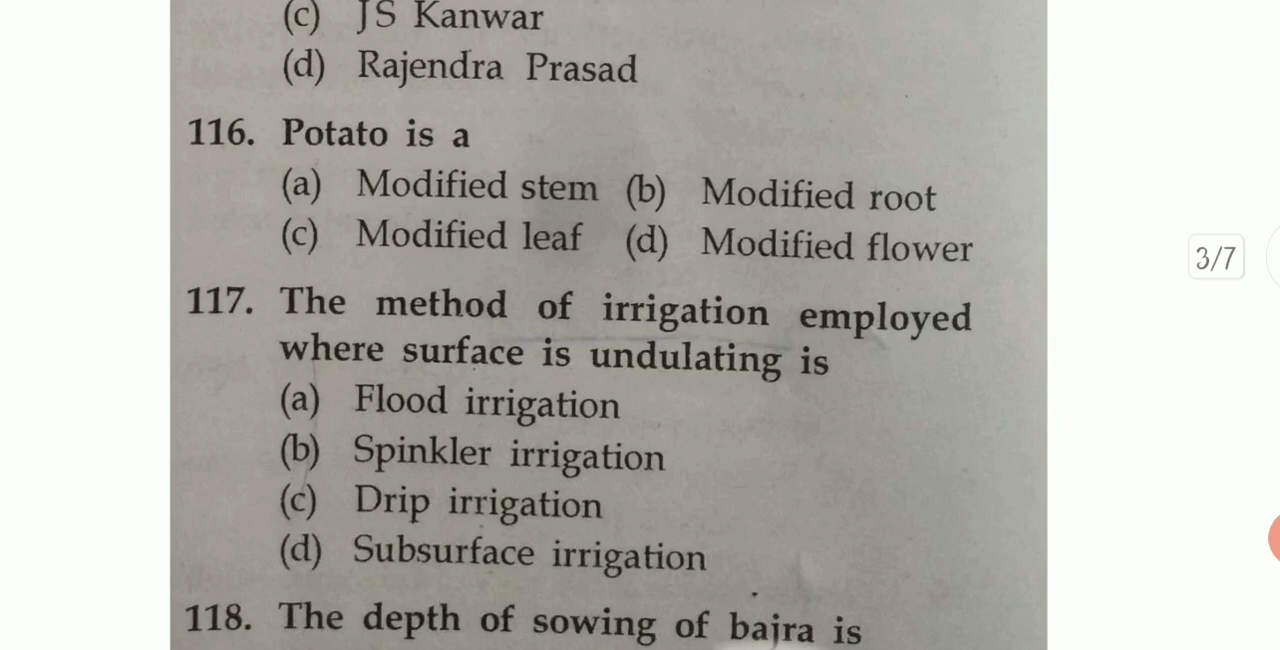 (c) JS Kanwar
(d) Rajendra Prasad
116. Potato is a
(a) Modified stem (b) Modified root
(c) Modified leaf (d) Modified flower
117. The method of irrigation employed
where surface is undulating is
(a) Flood irrigation
(b) Spinkler irrigation
(c) Drip irrigation
(d) Subsurface irrigation
118. The depth of sowing of bajra is
3/7